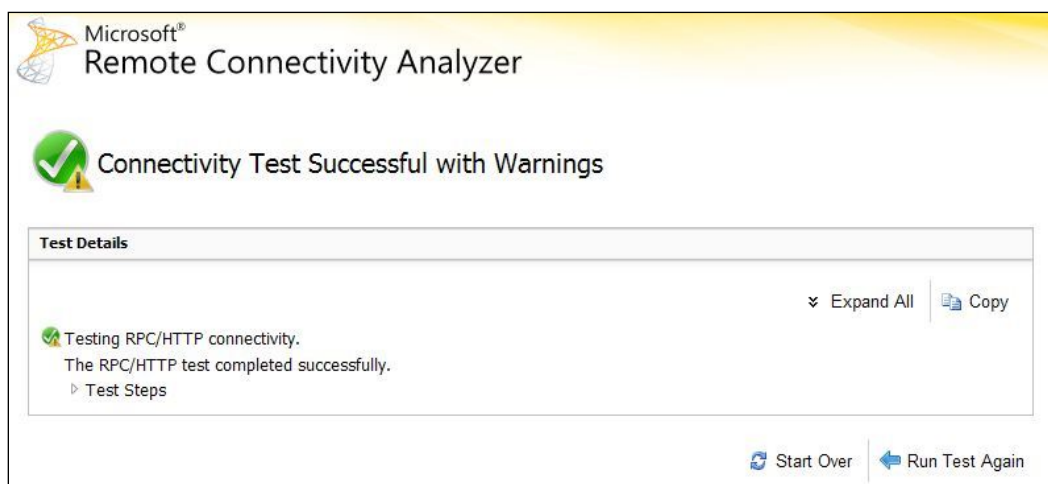 Microsoft®
Remote Connectivity Analyzer
Connectivity Test Successful with Warnings
Test Details
Expand All
Copy
Testing RPC/HTTP connectivity.
The RPC/HTTP test completed successfully.
Test Steps
Start Over
Run Test Again